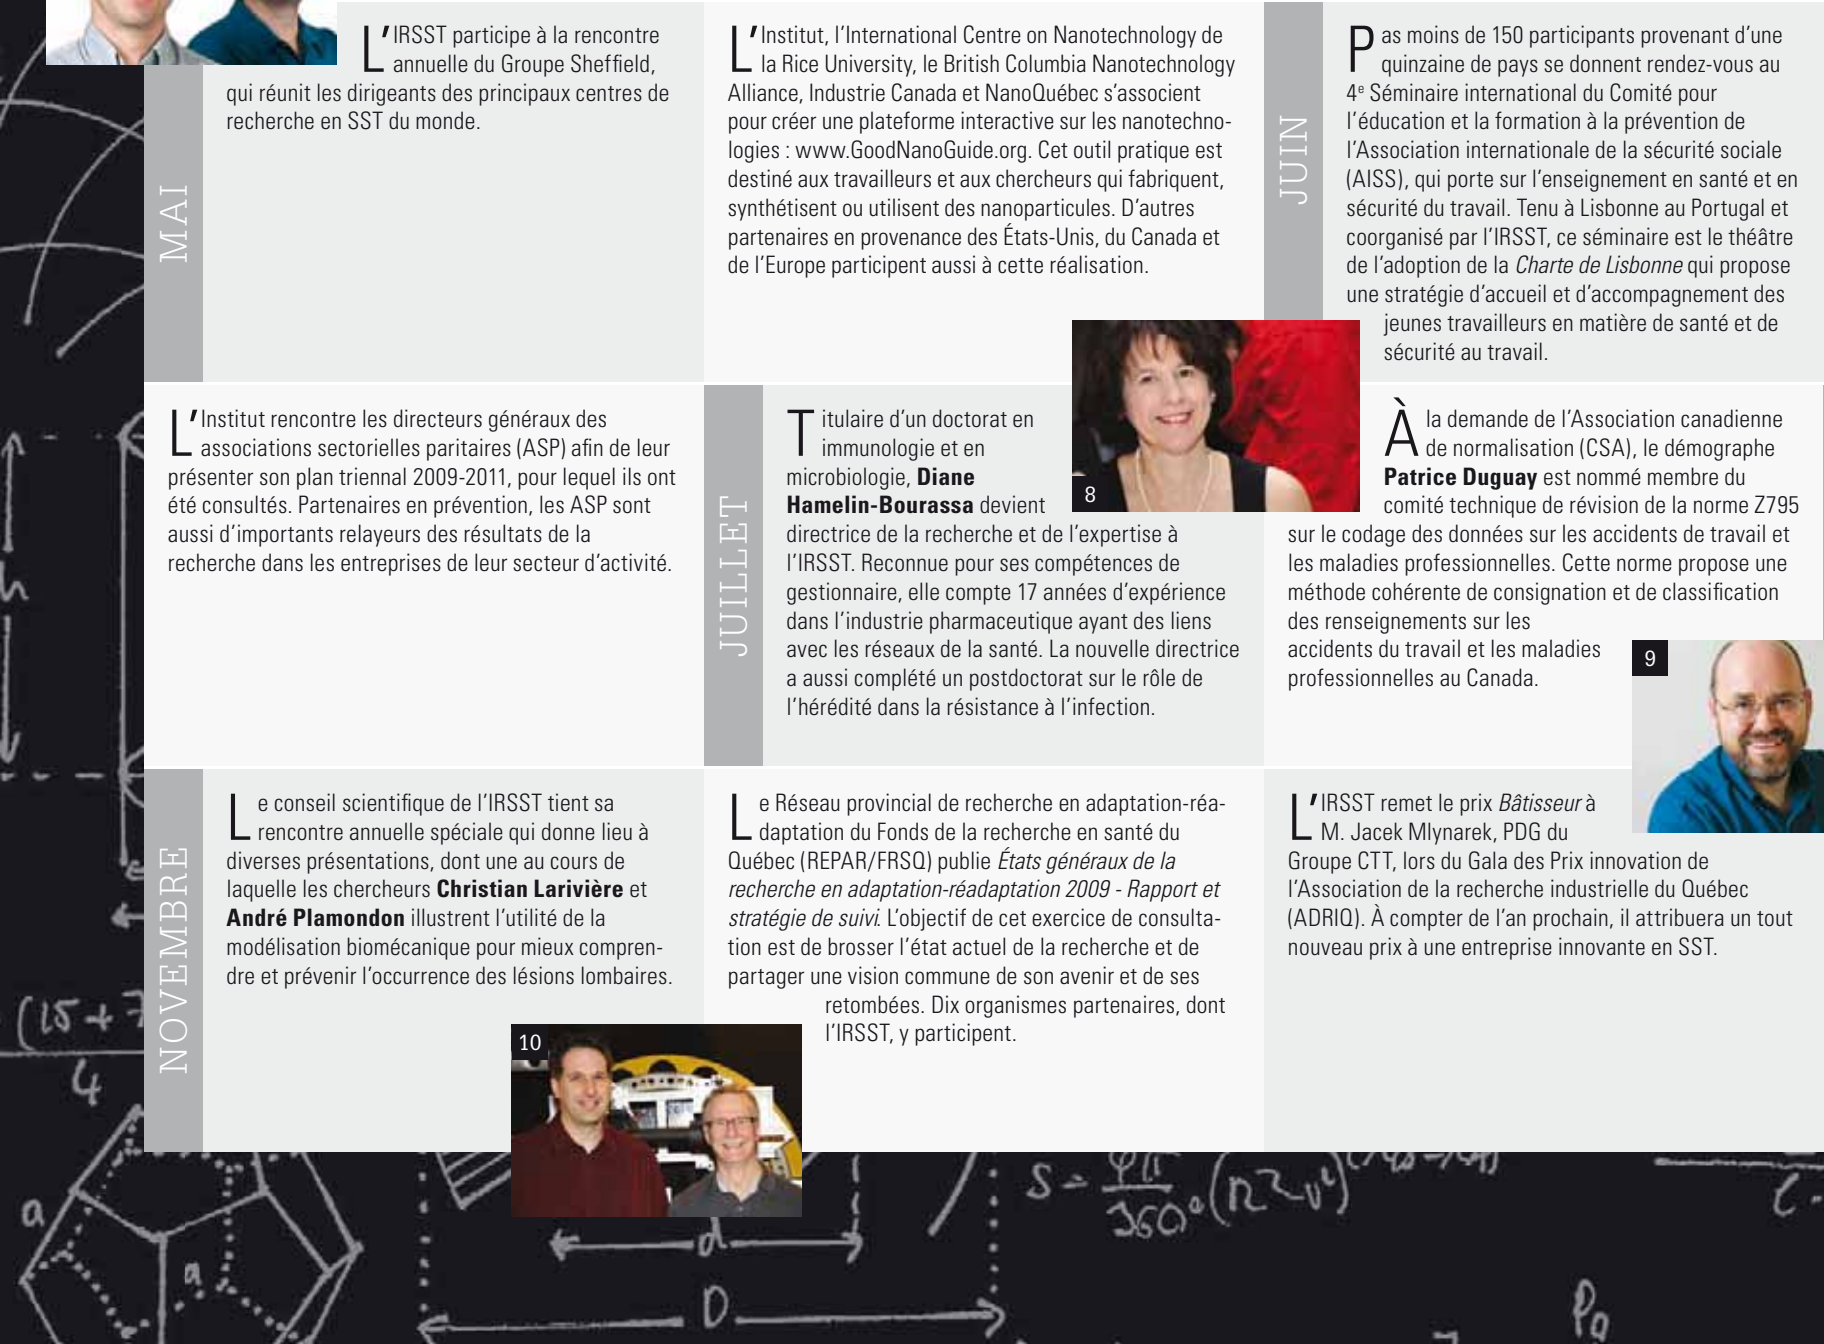 MAI
L'IRSST participe à la rencontre
annuelle du Groupe Sheffield,
qui réunit les dirigeants des principaux centres de
recherche en SST du monde.
L'Institut, l'International Centre on Nanotechnology de
la Rice University, le British Columbia Nanotechnology
Alliance, Industrie Canada et NanoQuébec s'associent
pour créer une plateforme interactive sur les nanotechno-
logies : www.GoodNanoGuide.org. Cet outil pratique est
destiné aux travailleurs et aux chercheurs qui fabriquent,
synthétisent ou utilisent des nanoparticules. D'autres
partenaires en provenance des États-Unis, du Canada et
de l'Europe participent aussi à cette réalisation.
JUIN
Pas moins de 150 participants provenant d'une
quinzaine de pays se donnent rendez-vous au
4e Séminaire international du Comité pour
l'éducation et la formation à la prévention de
l'Association internationale de la sécurité sociale
(AISS), qui porte sur l'enseignement en santé et en
sécurité du travail. Tenu à Lisbonne au Portugal et
coorganisé par l'IRSST, ce séminaire est le théâtre
de l'adoption de la Charte de Lisbonne qui propose
une stratégie d'accueil et d'accompagnement des
jeunes travailleurs en matière de santé et de
sécurité au travail.
L'Institut rencontre les directeurs généraux des
associations sectorielles paritaires (ASP) afin de leur
présenter son plan triennal 2009-2011, pour lequel ils ont
été consultés. Partenaires en prévention, les ASP sont
aussi d'importants relayeurs des résultats de la
recherche dans les entreprises de leur secteur d'activité.
JUILLET
Titulaire d'un doctorat en
immunologie et en
microbiologie, Diane
Hamelin-Bourassa devient
directrice de la recherche et de l'expertise à
l'IRSST. Reconnue pour ses compétences de
gestionnaire, elle compte 17 années d'expérience
dans l'industrie pharmaceutique ayant des liens
avec les réseaux de la santé. La nouvelle directrice
a aussi complété un postdoctorat sur le rôle de
l'hérédité dans la résistance à l'infection.
8
À la demande de l'Association canadienne
de normalisation (CSA), le démographe
Patrice Duguay est nommé membre du
comité technique de révision de la norme Z795
sur le codage des données sur les accidents de travail et
les maladies professionnelles. Cette norme propose une
méthode cohérente de consignation et de classification
des renseignements sur les
accidents du travail et les maladies
professionnelles au Canada.
9
NOVEMBRE
Le conseil scientifique de l'IRSST tient sa
rencontre annuelle spéciale qui donne lieu à
diverses présentations, dont une au cours de
laquelle les chercheurs Christian Larivière et
André Plamondon illustrent l'utilité de la
modélisation biomécanique pour mieux compren-
dre et prévenir l'occurrence des lésions lombaires.
10
Le Réseau provincial de recherche en adaptation-réa-
daptation du Fonds de la recherche en santé du
Québec (REPAR/FRSQ) publie États généraux de la
recherche en adaptation-réadaptation 2009 - Rapport et
stratégie de suivi. L'objectif de cet exercice de consulta-
tion est de brosser l'état actuel de la recherche et de
partager une vision commune de son avenir et de ses
retombées. Dix organismes partenaires, dont
l'IRSST, y participent.
L'IRSST remet le prix Bâtisseur à
M. Jacek Mlynarek, PDG du
Groupe CTT, lors du Gala des Prix innovation de
l'Association de la recherche industrielle du Québec
(ADRIQ). À compter de l'an prochain, il attribuera un tout
nouveau prix à une entreprise innovante en SST.
h
(15+7
4
a
a
d
D